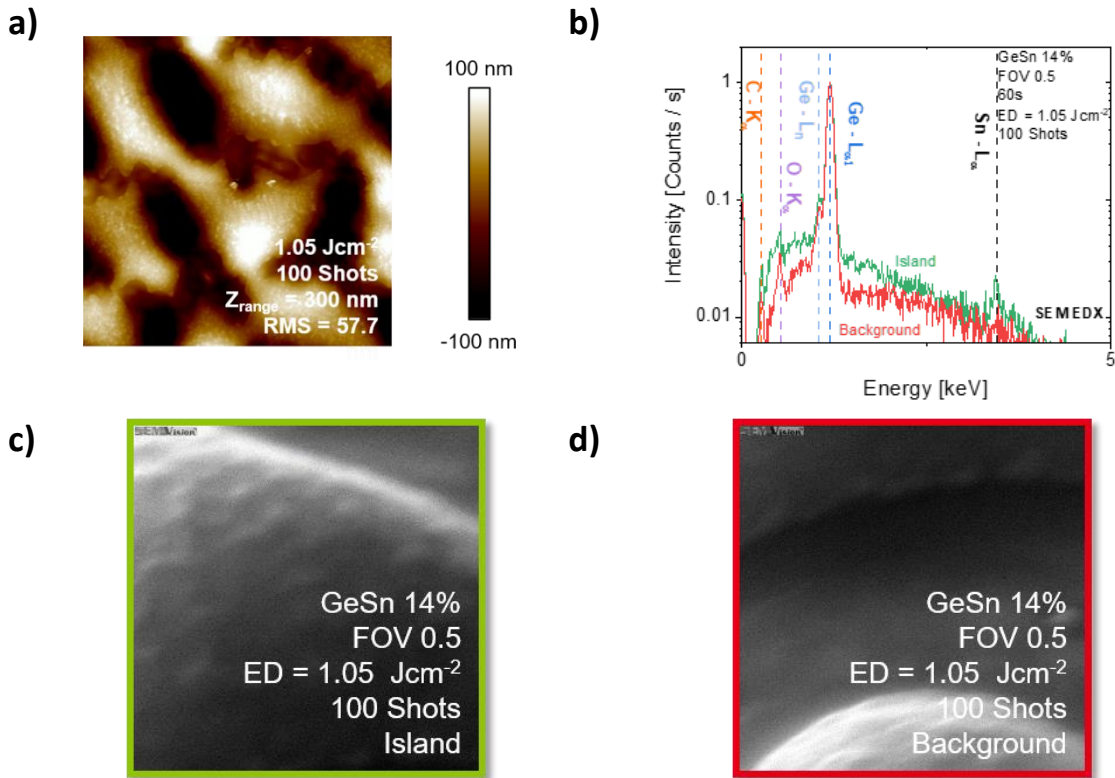 a)
100 nm
-100 nm
1.05 Jcm-2
100 Shots
Zrange = 300 nm
RMS = 57.7
b)
Intensity [Counts / s]
1
0.1
0.01
C - Kα
O - Kα
Ge - Lη
Ge - Lα1
Sn - Lα
GeSn 14%
FOV 0.5
60s
ED = 1.05 Jcm-2
100 Shots
Island
Background
SEMEDX
0
5
Energy [keV]
c)
SEMVision
GeSn 14%
FOV 0.5
ED = 1.05 Jcm-2
100 Shots
Island
d)
SEMVision
GeSn 14%
FOV 0.5
ED = 1.05 Jcm-2
100 Shots
Background